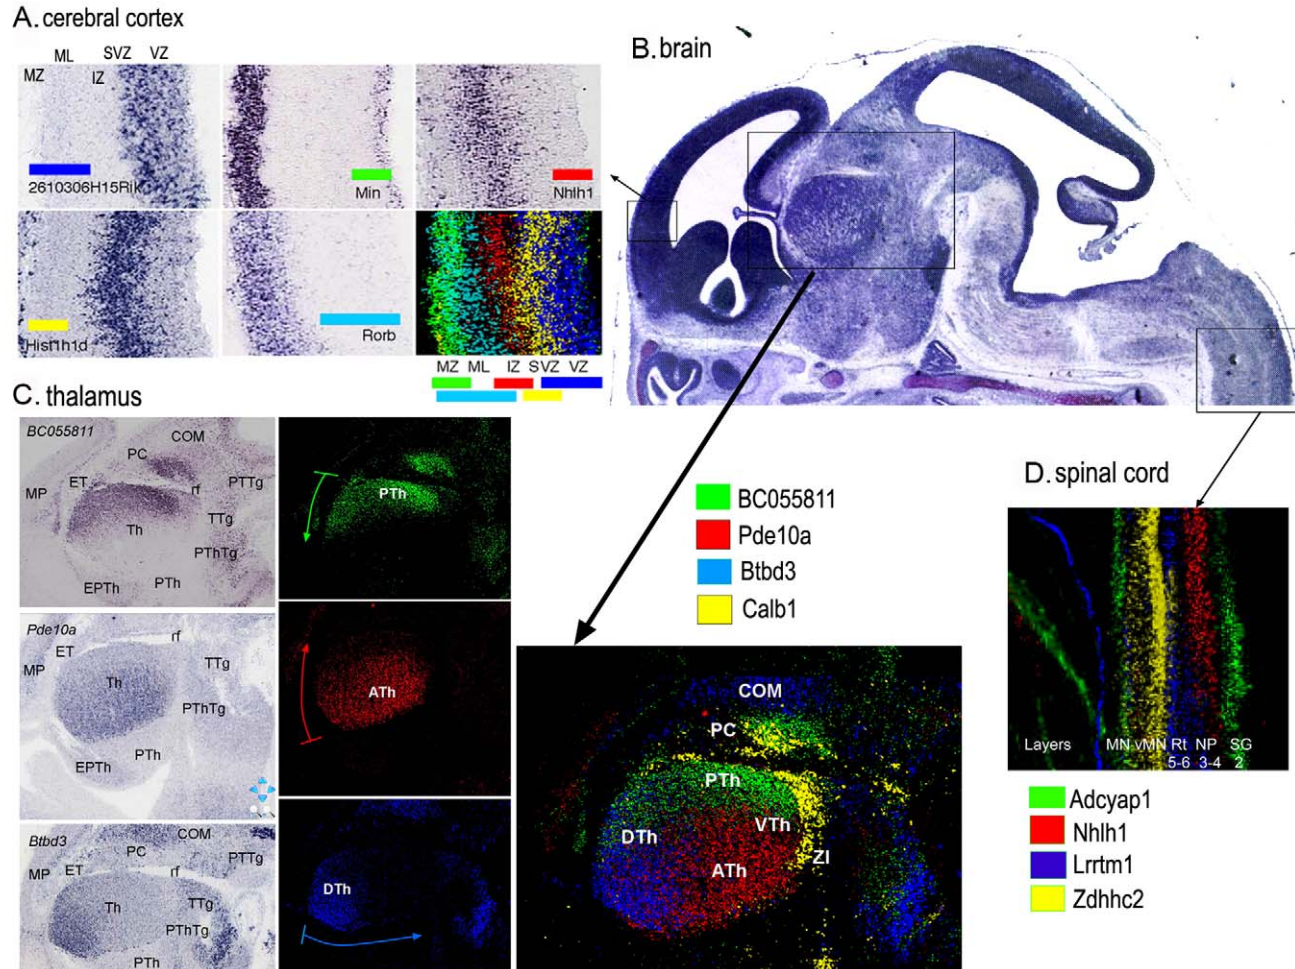 A. cerebral cortex
ML SVZ VZ
MZ IZ
2610306H15Rik
Min
Nhlh1
Hist1h1d
Rorb
MZ ML IZ SVZ VZ
B. brain
C. thalamus
BC055811
COM
PC
ET
MP
rf
PTTg
Th
TTg
PThTg
EPTh
PTh
PTh
Pde10a
rf
ET
MP
TTg
Th
PThTg
PTh
EPTh
ATh
Btbd3
COM
PC
PTTg
ET
rf
MP
Th
TTg
PThTg
PTh
DTh
BC055811
Pde10a
Btbd3
Calb1
COM
PC
PTh
DTh
VTh
ATh
ZI
D. spinal cord
Layers MN vMN Rt NP SG
5-6 3-4 2
Adcyap1
Nhlh1
Lrrtm1
Zdhhc2